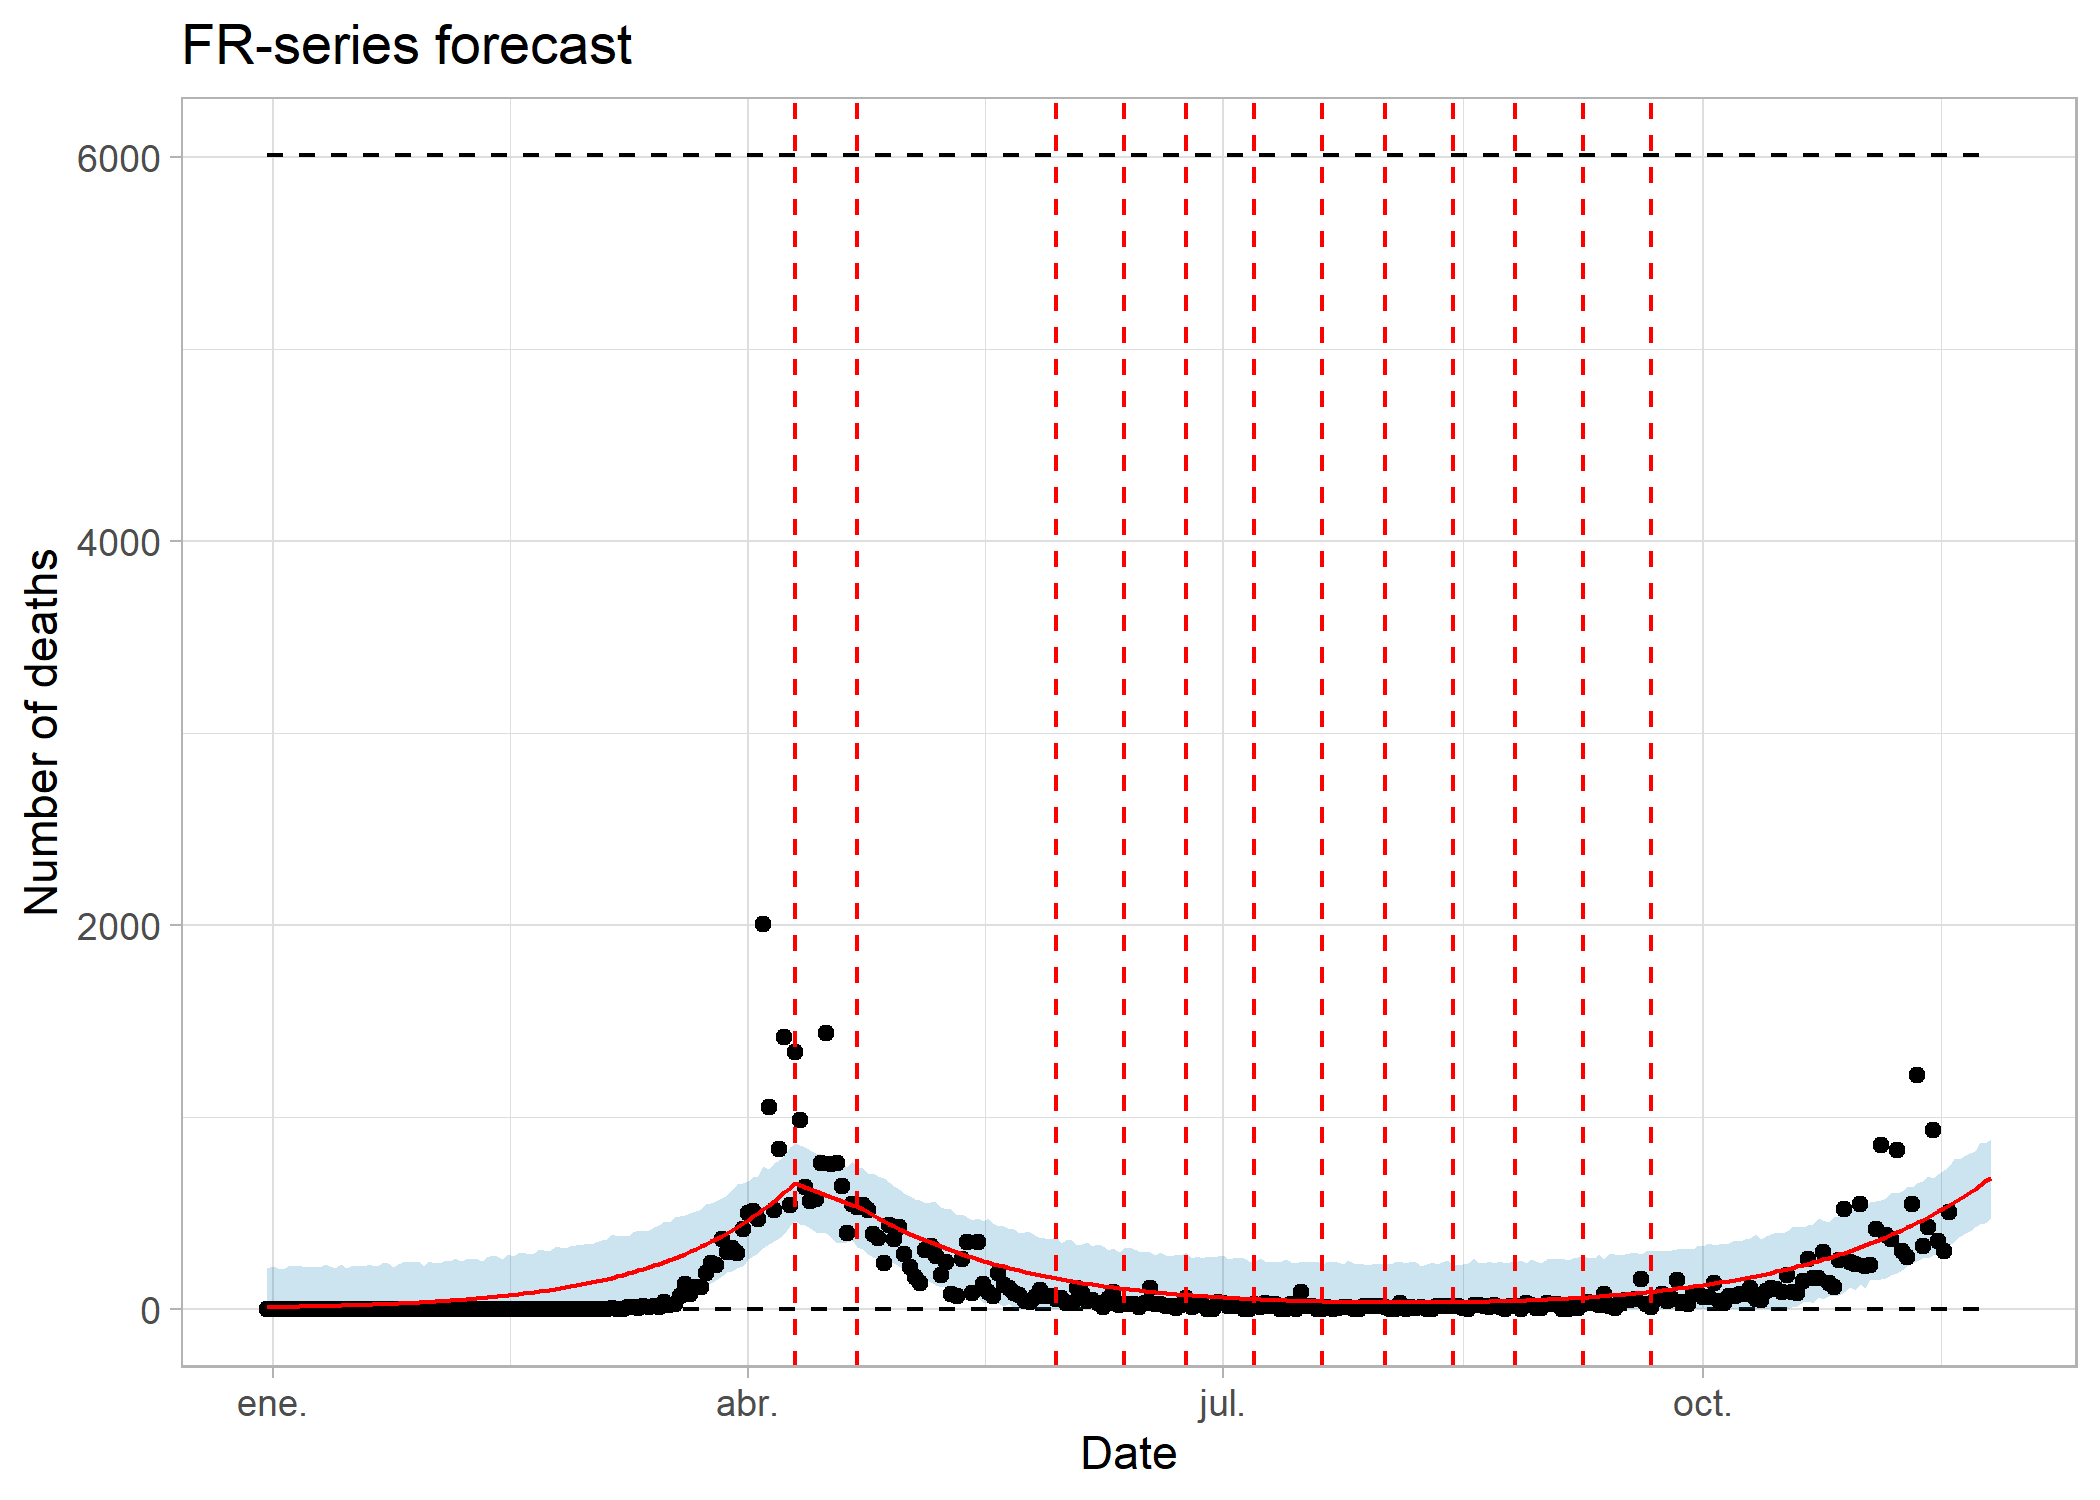 FR-series forecast
Number of deaths
6000
4000
2000
0
ene.
abr.
jul.
oct.
Date